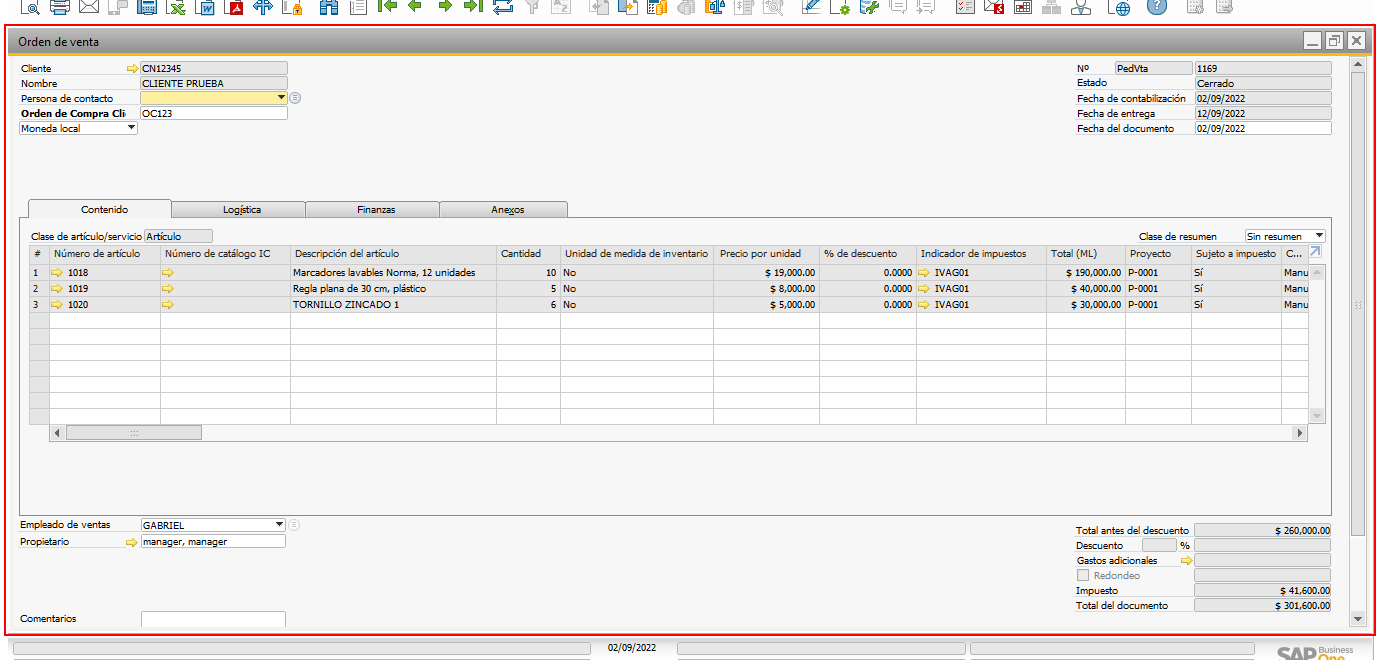 Orden de venta
Cliente CN12345 Nº PedVta 1169
Nombre CLIENTE PRUEBA Estado Cerrado
Persona de contacto Fecha de contabilización 02/09/2022
Orden de Compra Cli OC123 Fecha de entrega 12/09/2022
Moneda local Fecha del documento 02/09/2022
Contenido Logística Finanzas Anexos
Clase de artículo/servicio Artículo Clase de resumen Sin resumen
# Número de artículo Número de catálogo IC Descripción del artículo Cantidad Unidad de medida de inventario Precio por unidad % de descuento Indicador de impuestos Total (ML) Proyecto Sujeto a impuesto C...
1 1018 Marcadores lavables Norma, 12 unidades 10 No $ 19,000.00 0.0000 IVAG01 $ 190,000.00 P-0001 Sí Manu
2 1019 Regla plana de 30 cm, plástico 5 No $ 8,000.00 0.0000 IVAG01 $ 40,000.00 P-0001 Sí Manu
3 1020 TORNILLO ZINCADO 1 6 No $ 5,000.00 0.0000 IVAG01 $ 30,000.00 P-0001 Sí Manu
Empleado de ventas GABRIEL Total antes del descuento $ 260,000.00
Propietario manager, manager Descuento %
Gastos adicionales
Redondeo
Impuesto $ 41,600.00
Total del documento $ 301,600.00
Comentarios
02/09/2022
SAP Business One